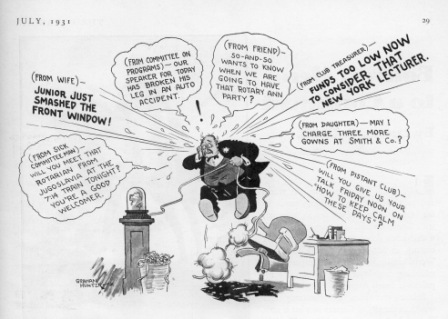 JULY, 1931
29
(FROM WIFE)—
JUNIOR JUST
SMASHED THE
FRONT WINDOW!
(FROM COMMITTEE ON
PROGRAMS) — OUR
SPEAKER FOR TODAY
HAS BROKEN HIS
LEG IN AN AUTO
ACCIDENT.
(FROM FRIEND)—
SO-AND-SO
WANTS TO KNOW
WHEN WE ARE
GOING TO HAVE
THAT ROTARY ANN
PARTY?
(FROM CLUB TREASURER)—
FUNDS TOO LOW NOW
TO CONSIDER THAT
NEW YORK LECTURER.
!
(FROM DAUGHTER) — MAY I
CHARGE THREE MORE
GOWNS AT SMITH & CO.?
(FROM SICK
COMMITTEEMAN)
WILL YOU MEET THAT
ROTARIAN FROM
JUGOSLAVIA AT THE
7:14 TRAIN TONIGHT?
YOU'RE A GOOD
WELCOMER.
(FROM DISTANT CLUB)—
WILL YOU GIVE US YOUR
TALK FRIDAY NOON ON
"HOW TO KEEP CALM
THESE DAYS"?
GRAHAM
HUNTER